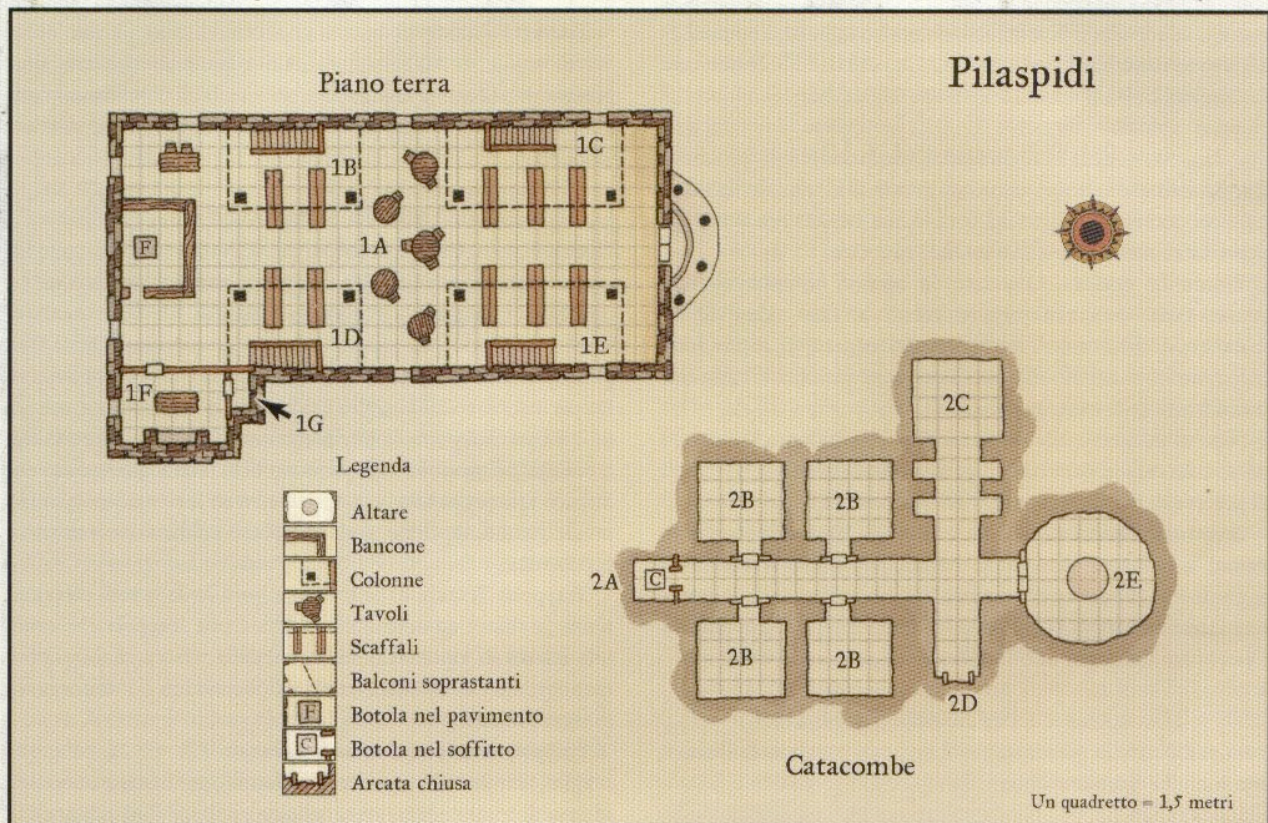 Pilaspidi
Piano terra
1B
1C
1A
F
1D
1E
1F
1G
Legenda
Altare
Bancone
Colonne
Tavoli
Scaffali
Balconi soprastanti
F Botola nel pavimento
C Botola nel soffitto
Arcata chiusa
2C
2B
2B
2A
C
2E
2B
2B
2D
Catacombe
Un quadretto = 1,5 metri